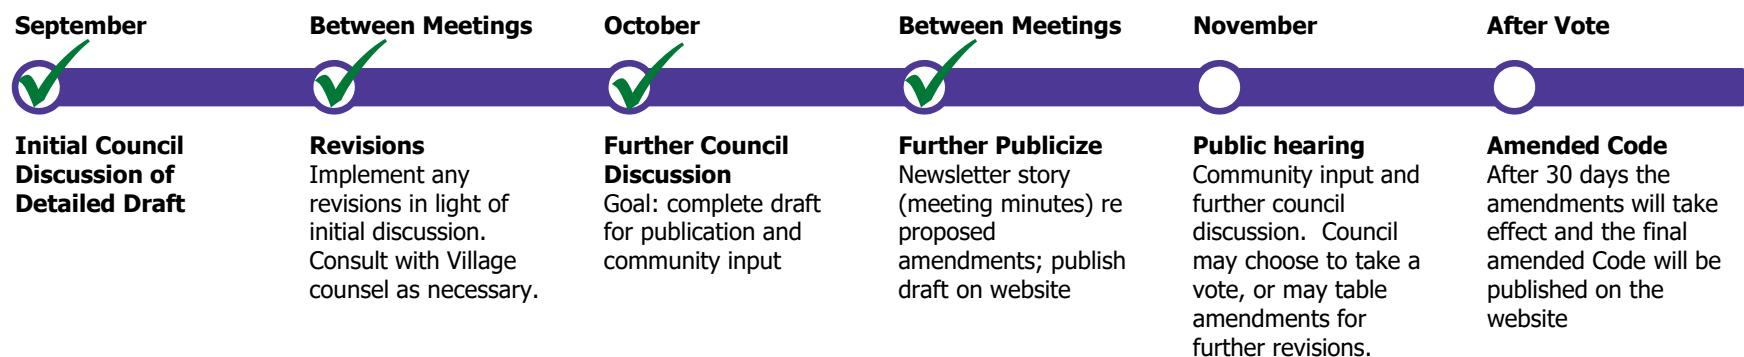 September
Between Meetings
October
Between Meetings
November
After Vote
Initial Council
Discussion of
Detailed Draft
Revisions
Implement any
revisions in light of
initial discussion.
Consult with Village
counsel as necessary.
Further Council
Discussion
Goal: complete draft
for publication and
community input
Further Publicize
Newsletter story
(meeting minutes) re
proposed
amendments; publish
draft on website
Public hearing
Community input and
further council
discussion.  Council
may choose to take a
vote, or may table
amendments for
further revisions.
Amended Code
After 30 days the
amendments will take
effect and the final
amended Code will be
published on the
website